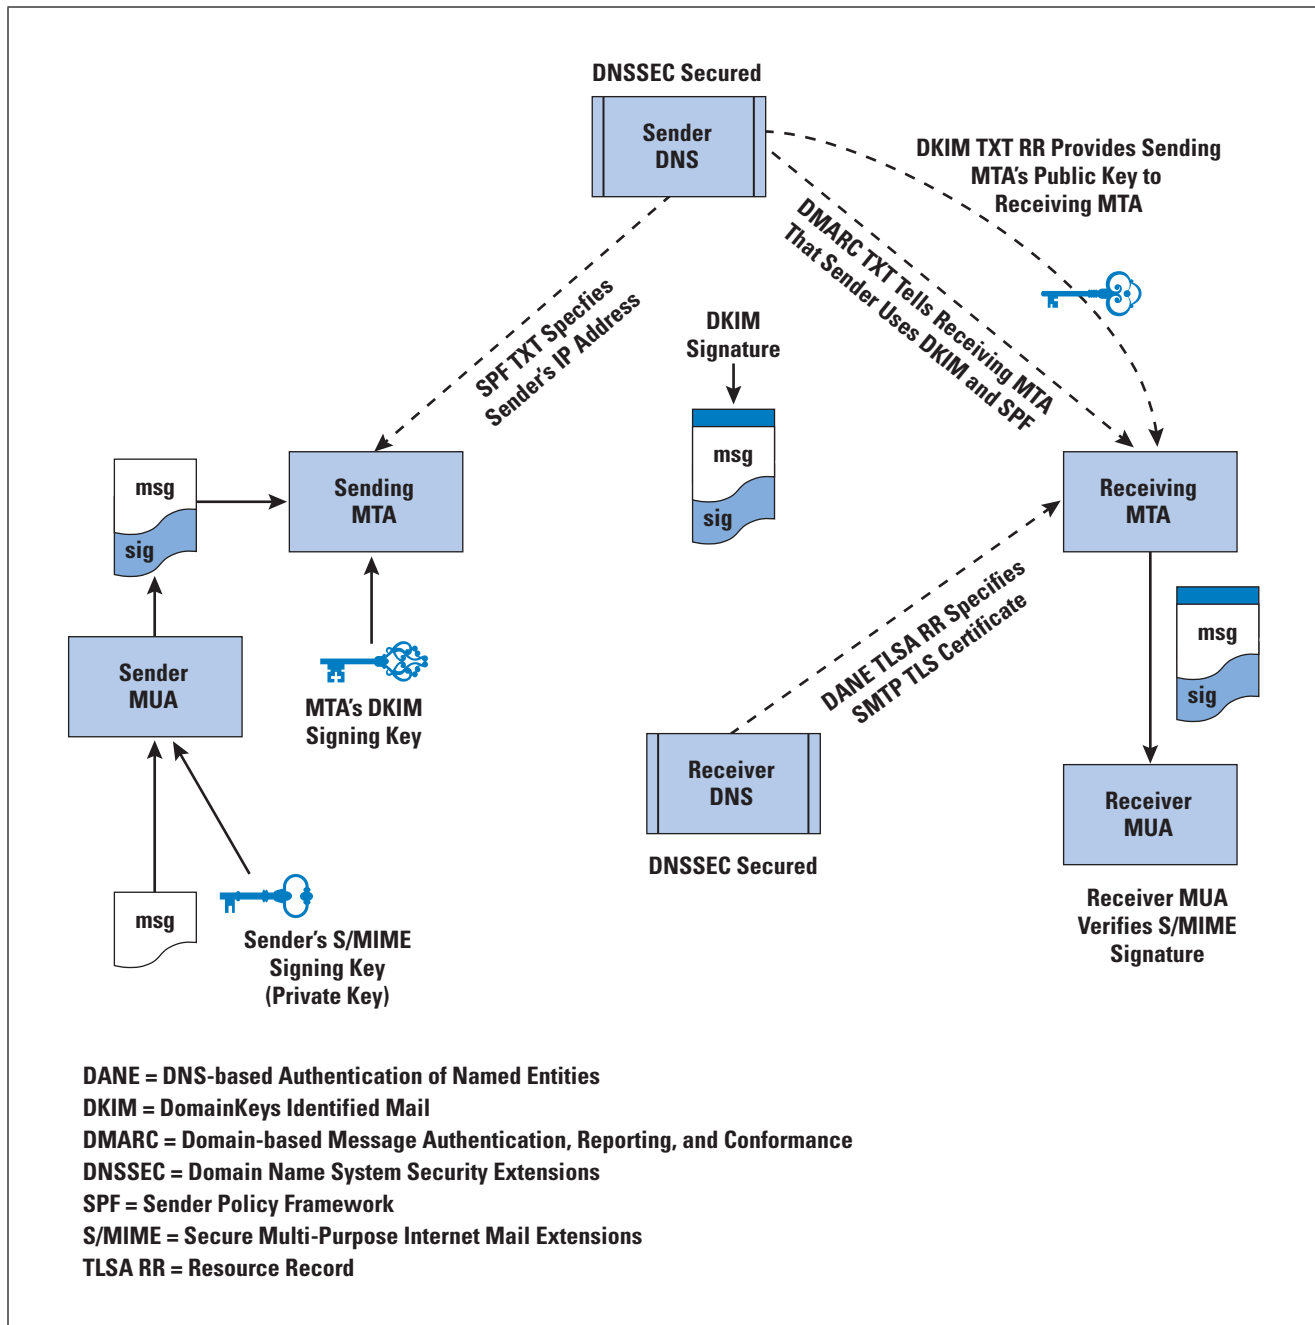 DNSSEC Secured
Sender
DNS
DKIM TXT RR Provides Sending
MTA's Public Key to
Receiving MTA
DMARC TXT Tells Receiving MTA
That Sender Uses DKIM and SPF
SPF TXT Specfies
Sender's IP Address
DKIM
Signature
msg
sig
msg
sig
Sending
MTA
Receiving
MTA
Sender
MUA
MTA's DKIM
Signing Key
DANE TLSA RR Specifies
SMTP TLS Certificate
msg
sig
Receiver
DNS
DNSSEC Secured
Receiver
MUA
Receiver MUA
Verifies S/MIME
Signature
msg
Sender's S/MIME
Signing Key
(Private Key)
DANE = DNS-based Authentication of Named Entities
DKIM = DomainKeys Identified Mail
DMARC = Domain-based Message Authentication, Reporting, and Conformance
DNSSEC = Domain Name System Security Extensions
SPF = Sender Policy Framework
S/MIME = Secure Multi-Purpose Internet Mail Extensions
TLSA RR = Resource Record